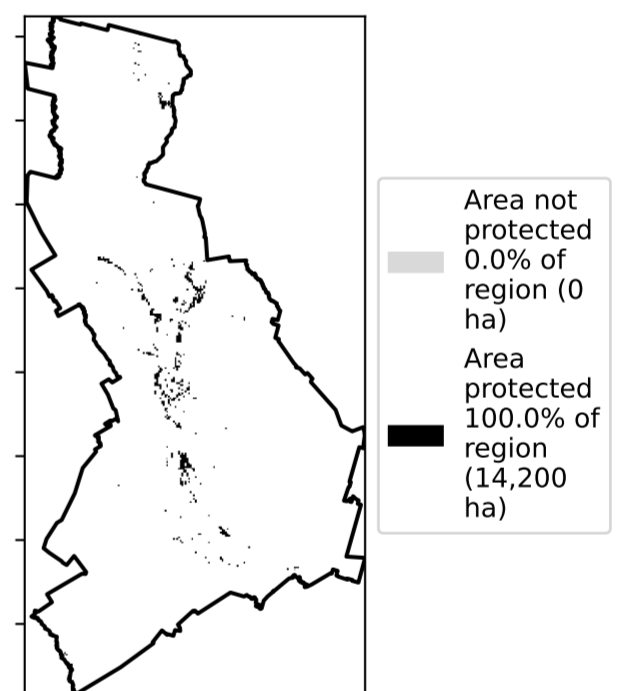 Area not
protected
0.0% of
region (0
ha)
Area
protected
100.0% of
region
(14,200
ha)